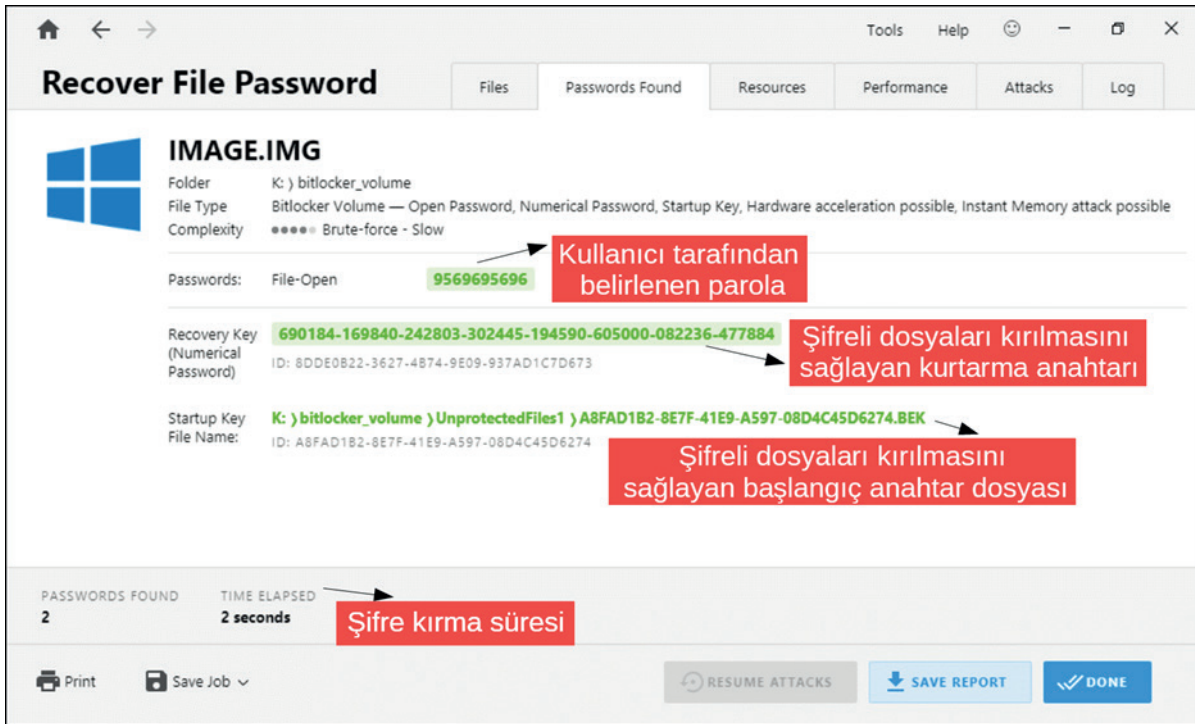 Tools Help
Recover File Password
Files Passwords Found Resources Performance Attacks Log
IMAGE.IMG
Folder K: ) bitlocker_volume
File Type Bitlocker Volume — Open Password, Numerical Password, Startup Key, Hardware acceleration possible, Instant Memory attack possible
Complexity Brute-force - Slow
Kullanıcı tarafından
belirlenen parola
Passwords: File-Open 9569695696
Recovery Key 690184-169840-242803-302445-194590-605000-082236-477884
(Numerical
Password)
ID: 8DDE0B22-3627-4B74-9E09-937AD1C7D673
Şifreli dosyaları kırılmasını
sağlayan kurtarma anahtarı
Startup Key K: ) bitlocker_volume ) UnprotectedFiles1 ) A8FAD1B2-8E7F-41E9-A597-08D4C45D6274.BEK
File Name: ID: A8FAD1B2-8E7F-41E9-A597-08D4C45D6274
Şifreli dosyaları kırılmasını
sağlayan başlangıç anahtar dosyası
PASSWORDS FOUND TIME ELAPSED
2 2 seconds
Şifre kırma süresi
Print Save Job RESUME ATTACKS SAVE REPORT DONE